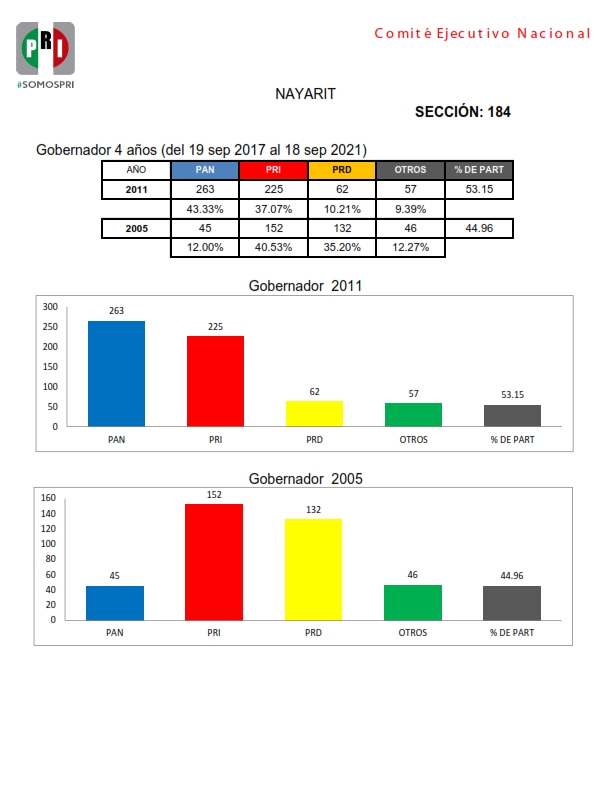 Comité Ejecutivo Nacional
PRI
#SOMOSPRI
NAYARIT
SECCIÓN: 184
Gobernador 4 años (del 19 sep 2017 al 18 sep 2021)
AÑO PAN PRI PRD OTROS % DE PART
2011 263 225 62 57 53.15
43.33% 37.07% 10.21% 9.39%
2005 45 152 132 46 44.96
12.00% 40.53% 35.20% 12.27%
Gobernador 2011
300
250
200
150
100
50
0
263
225
62
57
53.15
PAN PRI PRD OTROS % DE PART
Gobernador 2005
160
140
120
100
80
60
40
20
0
45
152
132
46
44.96
PAN PRI PRD OTROS % DE PART